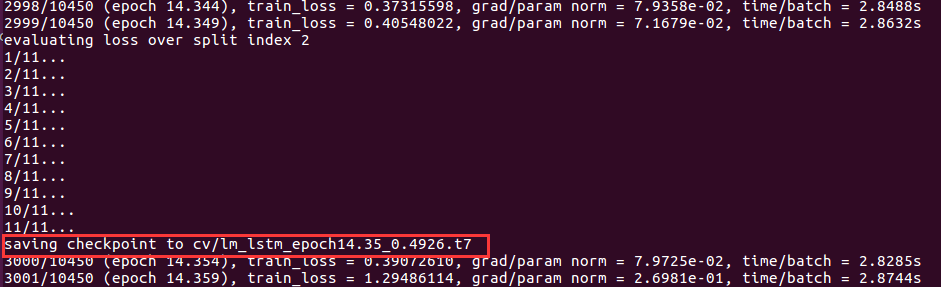 2998/10450 (epoch 14.344), train_loss = 0.37315598, grad/param norm = 7.9358e-02, time/batch = 2.8488s
2999/10450 (epoch 14.349), train_loss = 0.40548022, grad/param norm = 7.1679e-02, time/batch = 2.8632s
evaluating loss over split index 2
1/11...
2/11...
3/11...
4/11...
5/11...
6/11...
7/11...
8/11...
9/11...
10/11...
11/11...
saving checkpoint to cv/lm_lstm_epoch14.35_0.4926.t7
3000/10450 (epoch 14.354), train_loss = 0.39072610, grad/param norm = 7.9725e-02, time/batch = 2.8285s
3001/10450 (epoch 14.359), train_loss = 1.29486114, grad/param norm = 2.6981e-01, time/batch = 2.8744s